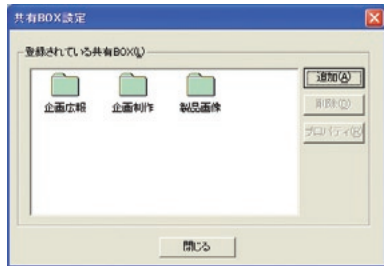 共有BOX設定
登録されている共有BOX(L)
企画広報
企画制作
製品画像
追加(A)
削除(D)
プロパティ(R)
閉じる